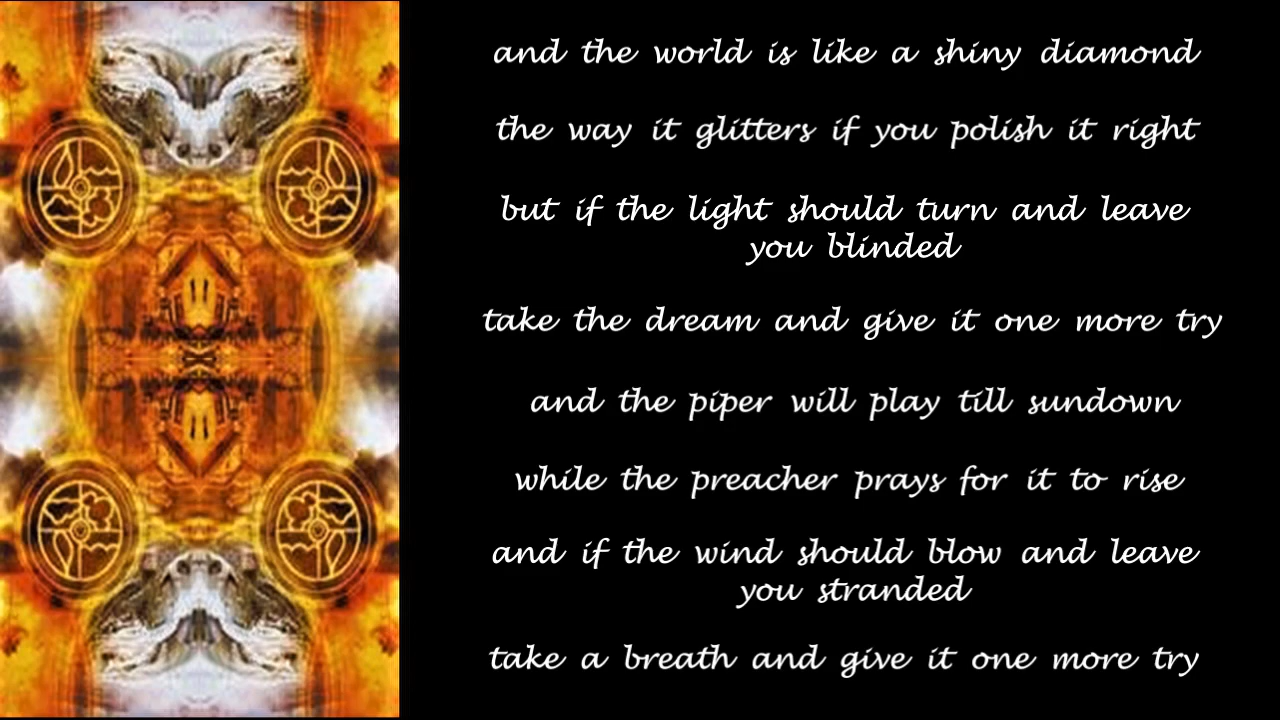 and the world is like a shiny diamond
the way it glitters if you polish it right
but if the light should turn and leave
you blinded
take the dream and give it one more try
and the piper will play till sundown
while the preacher prays for it to rise
and if the wind should blow and leave
you stranded
take a breath and give it one more try